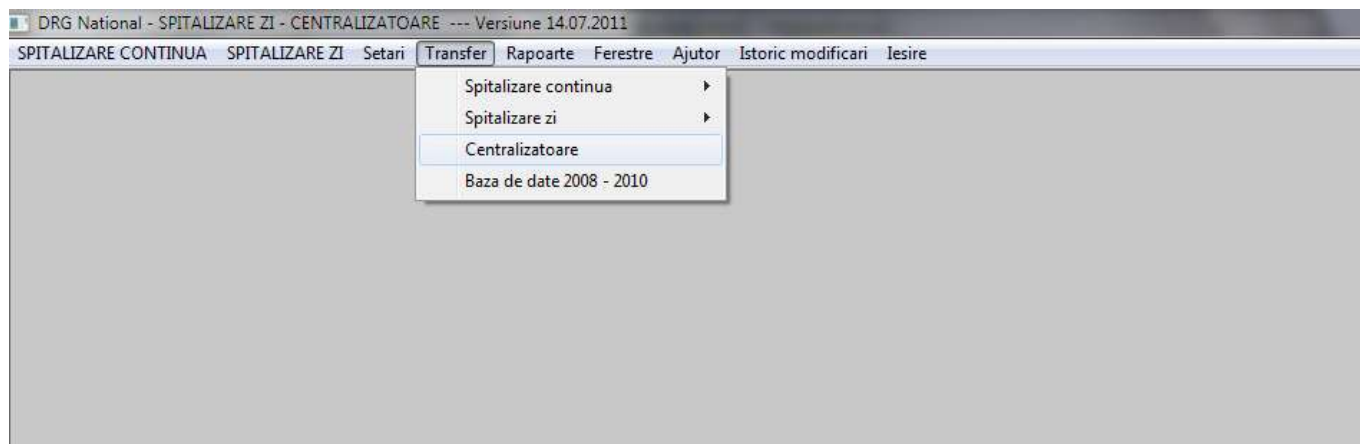 DRG National - SPITALIZARE ZI - CENTRALIZATOARE --- Versiune 14.07.2011
SPITALIZARE CONTINUA SPITALIZARE ZI Setari Transfer Rapoarte Ferestre Ajutor Istoric modificari Iesire
Spitalizare continua
Spitalizare zi
Centralizatoare
Baza de date 2008 - 2010